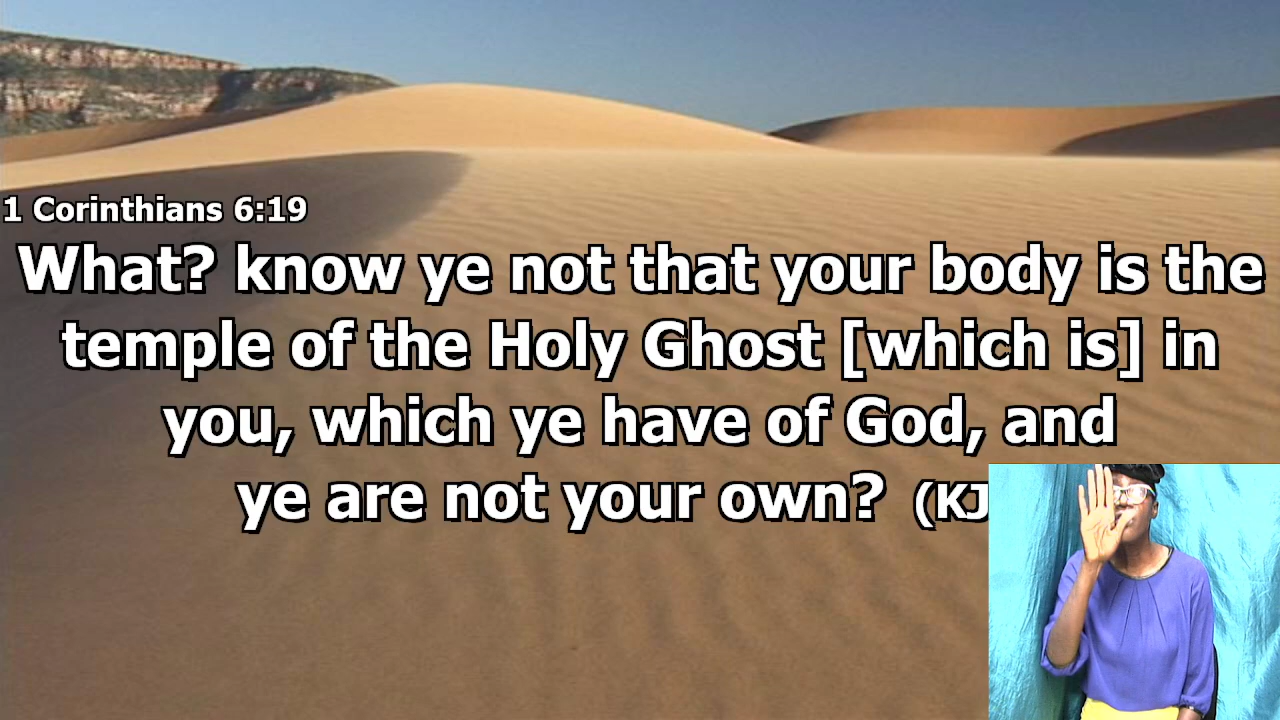 1 Corinthians 6:19
What? know ye not that your body is the
temple of the Holy Ghost [which is] in
you, which ye have of God, and
ye are not your own? (KJ